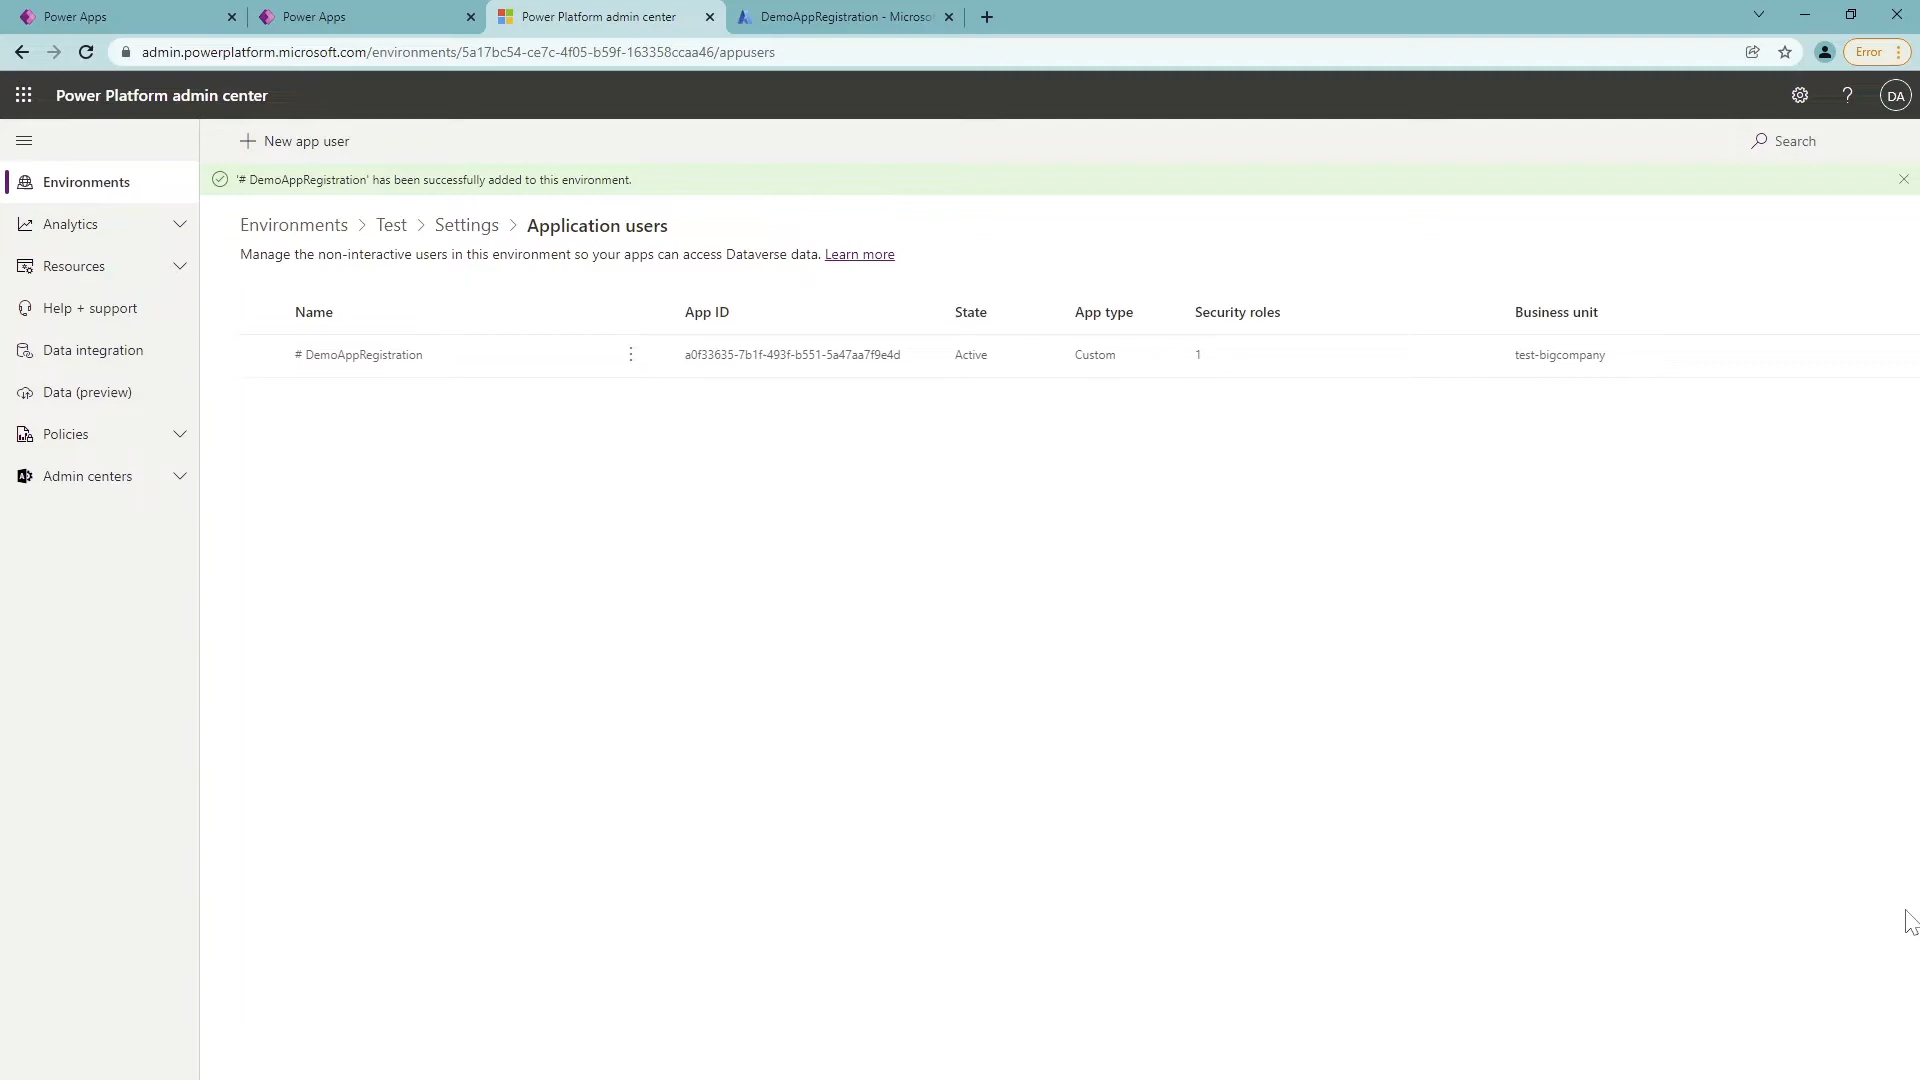 Power Apps
Power Apps
Power Platform admin center
DemoAppRegistration - Microso
admin.powerplatform.microsoft.com/environments/5a17bc54-ce7c-4f05-b59f-163358ccaa46/appusers
Error
Power Platform admin center
?
DA
New app user
Search
Environments
'# DemoAppRegistration' has been successfully added to this environment.
Analytics
Resources
Help + support
Data integration
Data (preview)
Policies
Admin centers
Environments > Test > Settings > Application users
Manage the non-interactive users in this environment so your apps can access Dataverse data. Learn more
Name App ID State App type Security roles Business unit
# DemoAppRegistration a0f33635-7b1f-493f-b551-5a47aa7f9e4d Active Custom 1 test-bigcompany